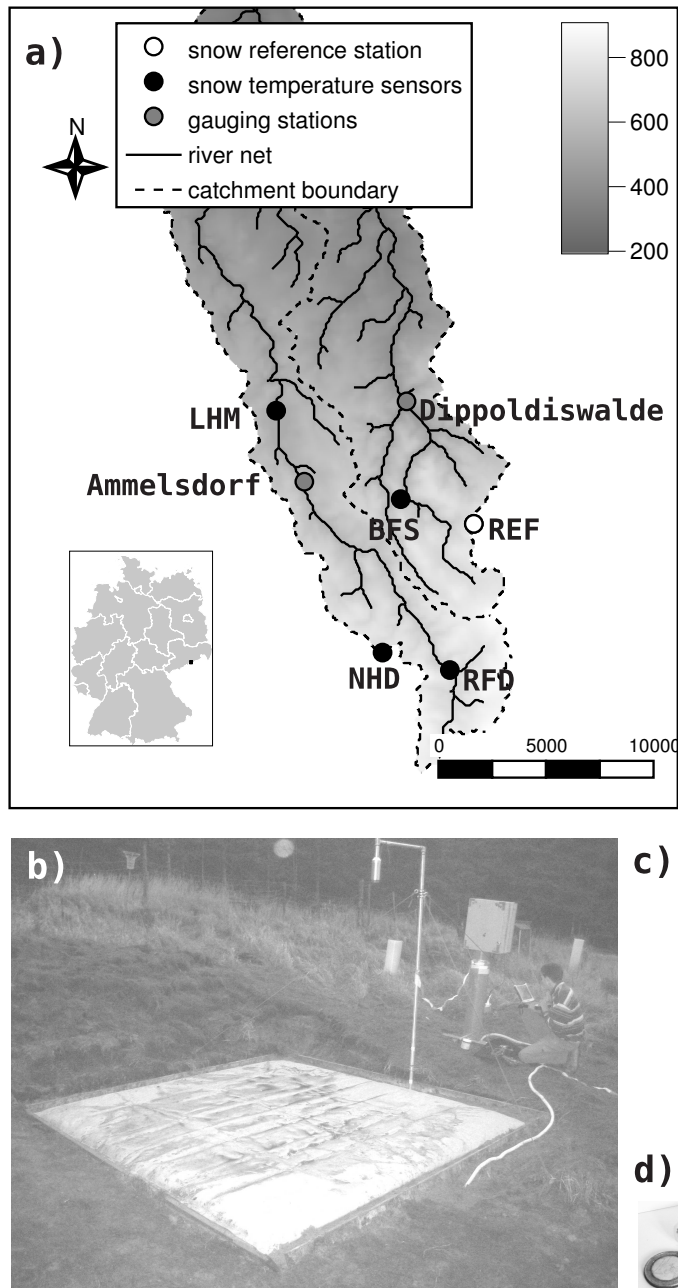 a)
snow reference station
snow temperature sensors
gauging stations
river net
catchment boundary
N
800
600
400
200
LHM
Dippoldiswalde
Ammelsdorf
BFS
REF
NHD
RFD
0 5000 10000
b)
c)
d)